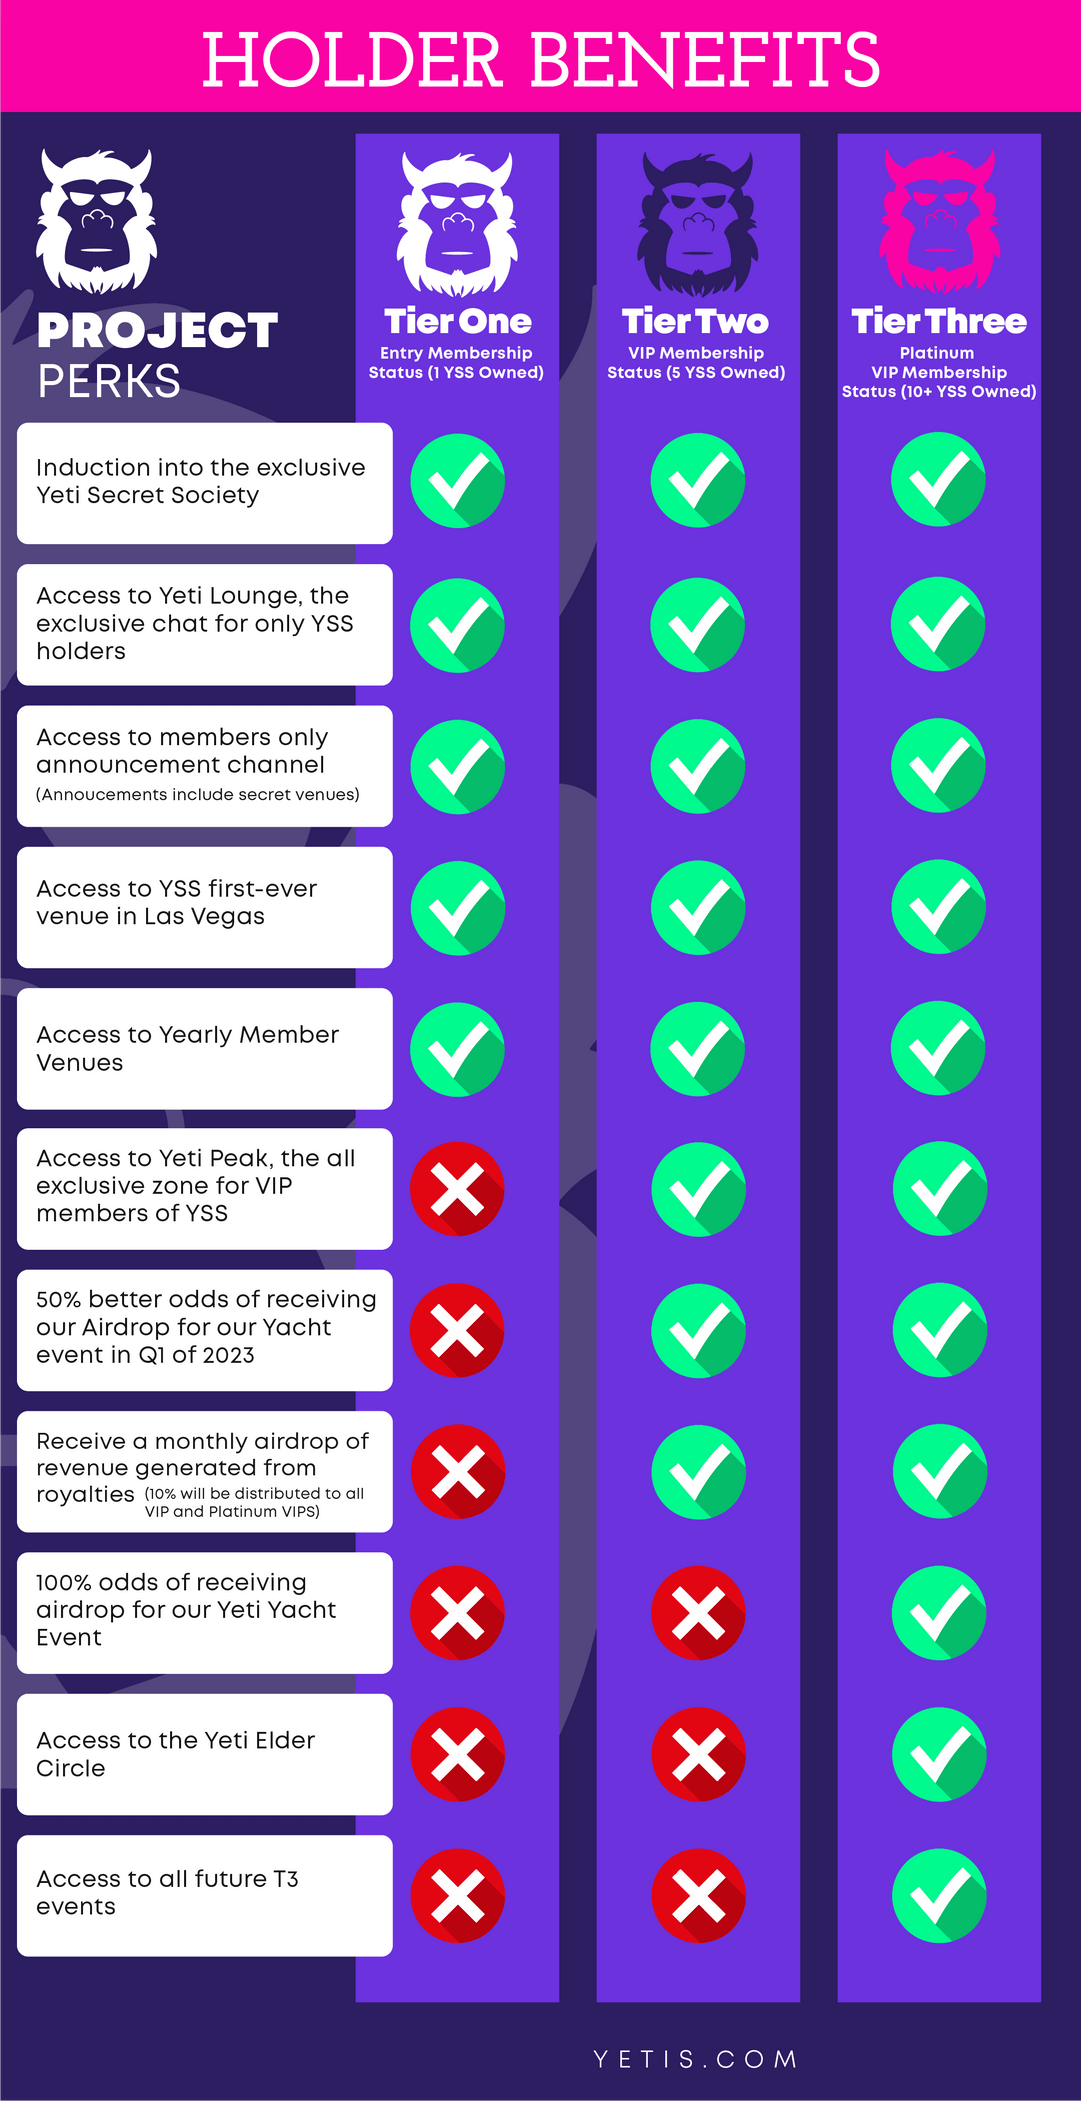 HOLDER BENEFITS
PROJECT
PERKS
Tier One
Entry Membership
Status (1 YSS Owned)
Tier Two
VIP Membership
Status (5 YSS Owned)
Tier Three
Platinum
VIP Membership
Status (10+ YSS Owned)
Induction into the exclusive
Yeti Secret Society
Access to Yeti Lounge, the
exclusive chat for only YSS
holders
Access to members only
announcement channel
(Annoucements include secret venues)
Access to YSS first-ever
venue in Las Vegas
Access to Yearly Member
Venues
Access to Yeti Peak, the all
exclusive zone for VIP
members of YSS
50% better odds of receiving
our Airdrop for our Yacht
event in Q1 of 2023
Receive a monthly airdrop of
revenue generated from
royalties (10% will be distributed to all
VIP and Platinum VIPS)
100% odds of receiving
airdrop for our Yeti Yacht
Event
Access to the Yeti Elder
Circle
Access to all future T3
events
YETIS.COM